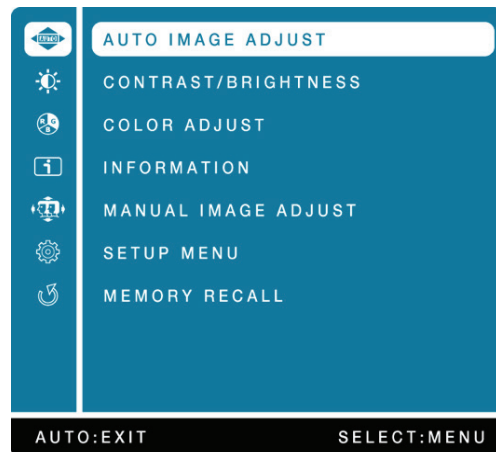 AUTO AUTO IMAGE ADJUST
CONTRAST/BRIGHTNESS
R G B COLOR ADJUST
i INFORMATION
MANUAL IMAGE ADJUST
SETUP MENU
MEMORY RECALL
AUTO:EXIT SELECT:MENU